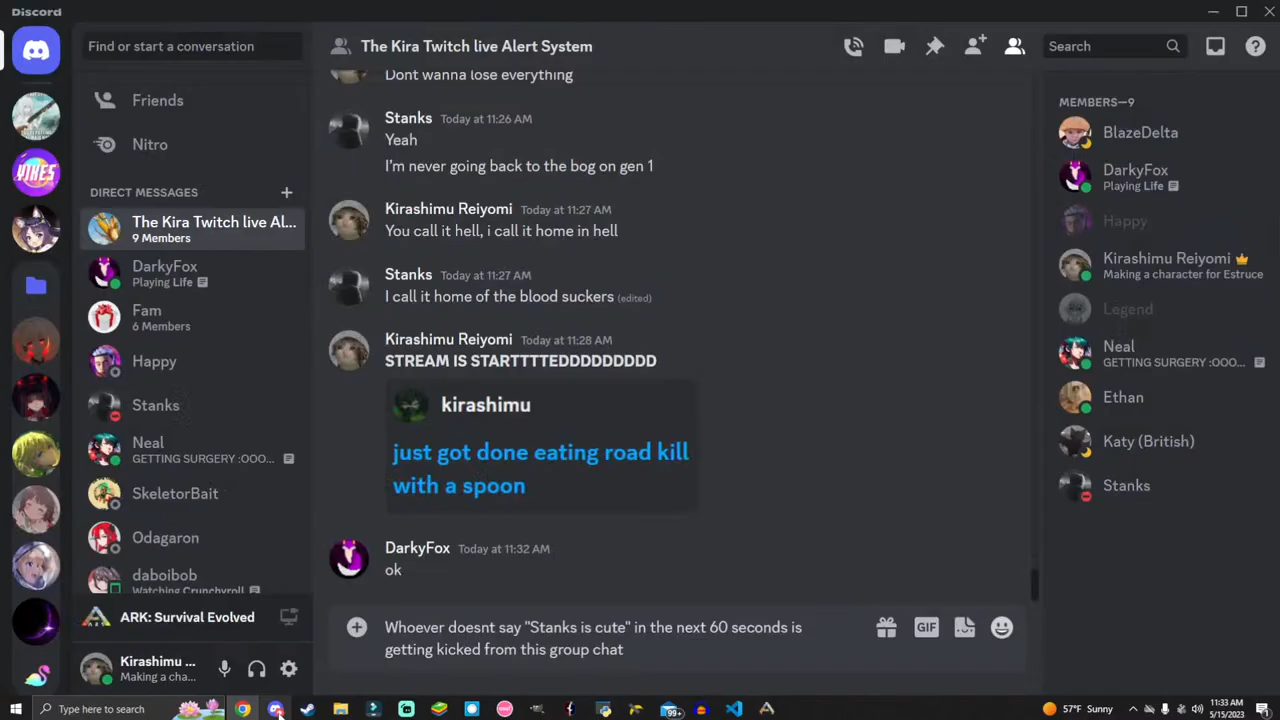 Discord
Find or start a conversation
Friends
Nitro
DIRECT MESSAGES
The Kira Twitch live Al...
9 Members
DarkyFox
Playing Life
Fam
6 Members
Happy
Stanks
Neal
GETTING SURGERY :OOO...
SkeletorBait
Odagaron
daboibob
Watching Crunchyroll
ARK: Survival Evolved
Kirashimu ...
Making a cha...
YIKES
The Kira Twitch live Alert System
Search
Dont wanna lose everything
Stanks Today at 11:26 AM
Yeah
I'm never going back to the bog on gen 1
Kirashimu Reiyomi Today at 11:27 AM
You call it hell, i call it home in hell
Stanks Today at 11:27 AM
I call it home of the blood suckers (edited)
Kirashimu Reiyomi Today at 11:28 AM
STREAM IS STARTTTTEDDDDDDDDD
kirashimu
just got done eating road kill
with a spoon
DarkyFox Today at 11:32 AM
ok
Whoever doesnt say "Stanks is cute" in the next 60 seconds is
getting kicked from this group chat
GIF
MEMBERS—9
BlazeDelta
DarkyFox
Playing Life
Happy
Kirashimu Reiyomi
Making a character for Estruce
Legend
Neal
GETTING SURGERY :OOO...
Ethan
Katy (British)
Stanks
Type here to search
99+
57°F Sunny
11:33 AM
5/15/2023